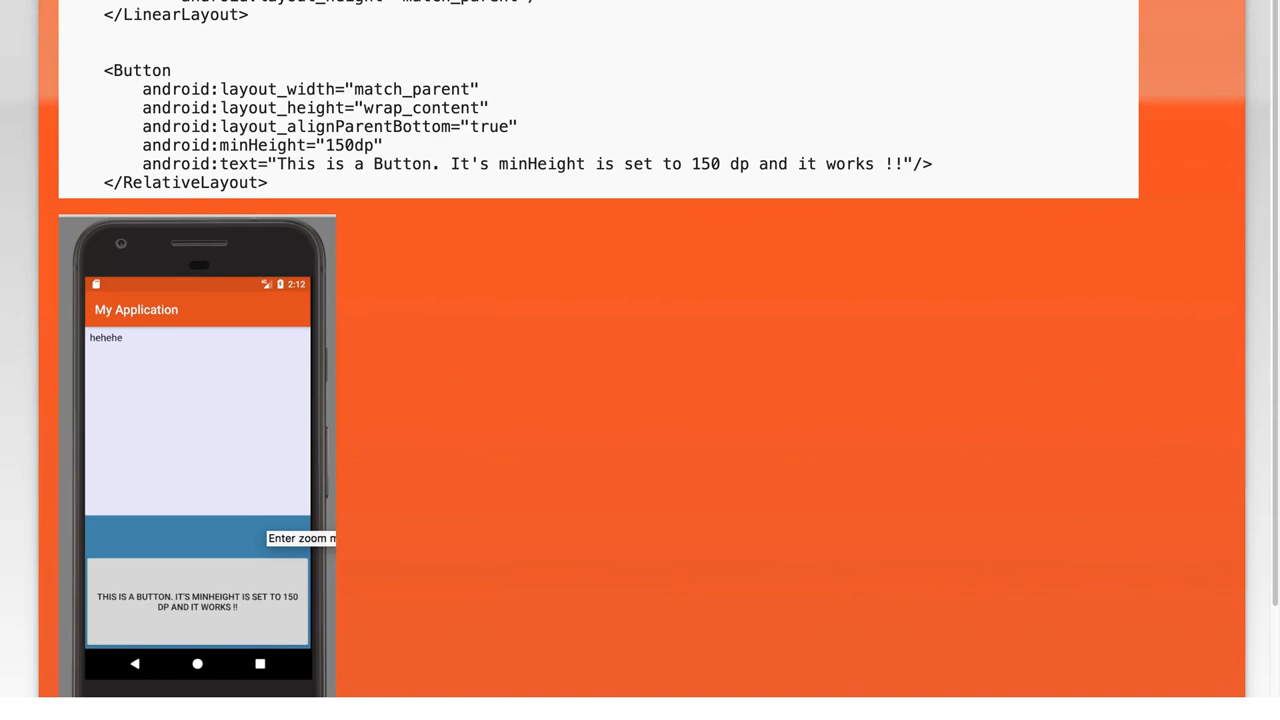 </LinearLayout>
<Button
android:layout_width="match_parent"
android:layout_height="wrap_content"
android:layout_alignParentBottom="true"
android:minHeight="150dp"
android:text="This is a Button. It's minHeight is set to 150 dp and it works !!"/>
</RelativeLayout>
2:12
My Application
hehehe
Enter zoom
THIS IS A BUTTON. IT'S MINHEIGHT IS SET TO 150
DP AND IT WORKS !!